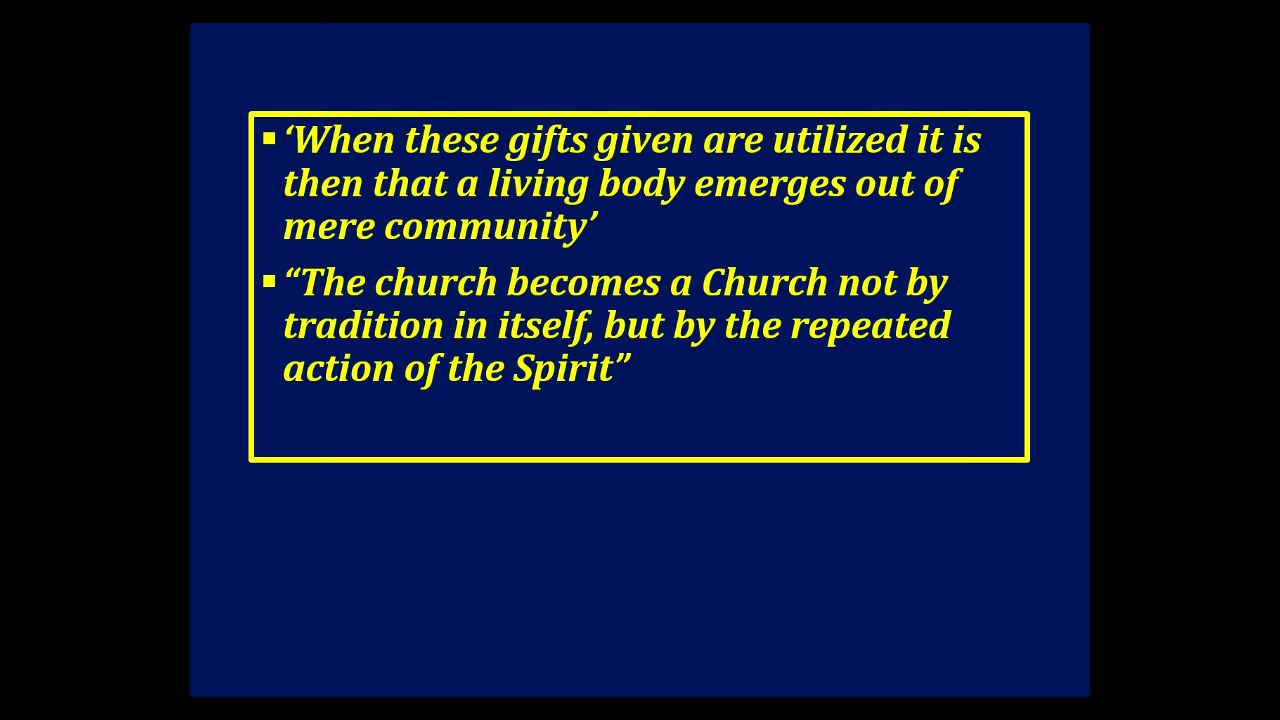 ▪ ‘When these gifts given are utilized it is
then that a living body emerges out of
mere community’
▪ “The church becomes a Church not by
tradition in itself, but by the repeated
action of the Spirit”